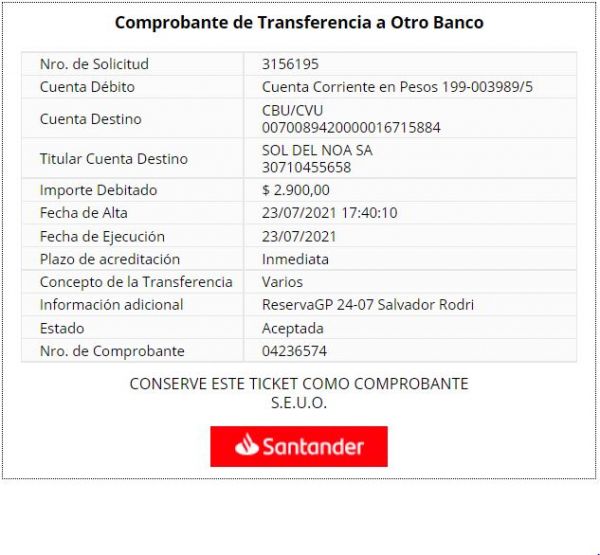 Comprobante de Transferencia a Otro Banco
Nro. de Solicitud 3156195
Cuenta Débito Cuenta Corriente en Pesos 199-003989/5
Cuenta Destino CBU/CVU
0070089420000016715884
Titular Cuenta Destino SOL DEL NOA SA
30710455658
Importe Debitado $ 2.900,00
Fecha de Alta 23/07/2021 17:40:10
Fecha de Ejecución 23/07/2021
Plazo de acreditación Inmediata
Concepto de la Transferencia Varios
Información adicional ReservaGP 24-07 Salvador Rodri
Estado Aceptada
Nro. de Comprobante 04236574
CONSERVE ESTE TICKET COMO COMPROBANTE
S.E.U.O.
Santander
.